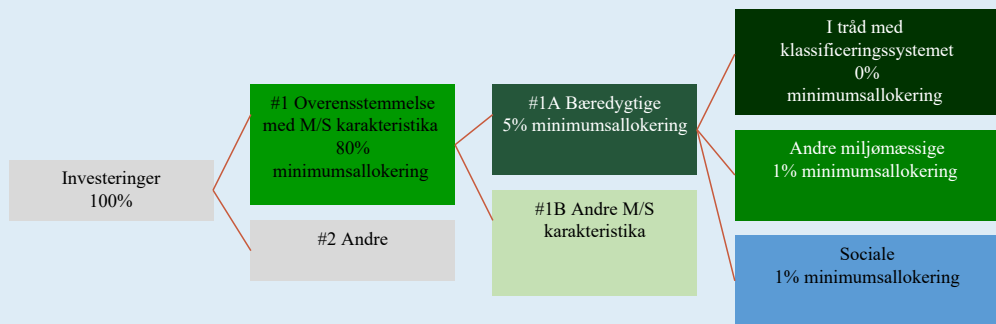 Investeringer
100%
#1 Overensstemmelse
med M/S karakteristika
80%
minimumsallokering
#2 Andre
#1A Bæredygtige
5% minimumsallokering
#1B Andre M/S
karakteristika
I tråd med
klassificeringssystemet
0%
minimumsallokering
Andre miljømæssige
1% minimumsallokering
Sociale
1% minimumsallokering